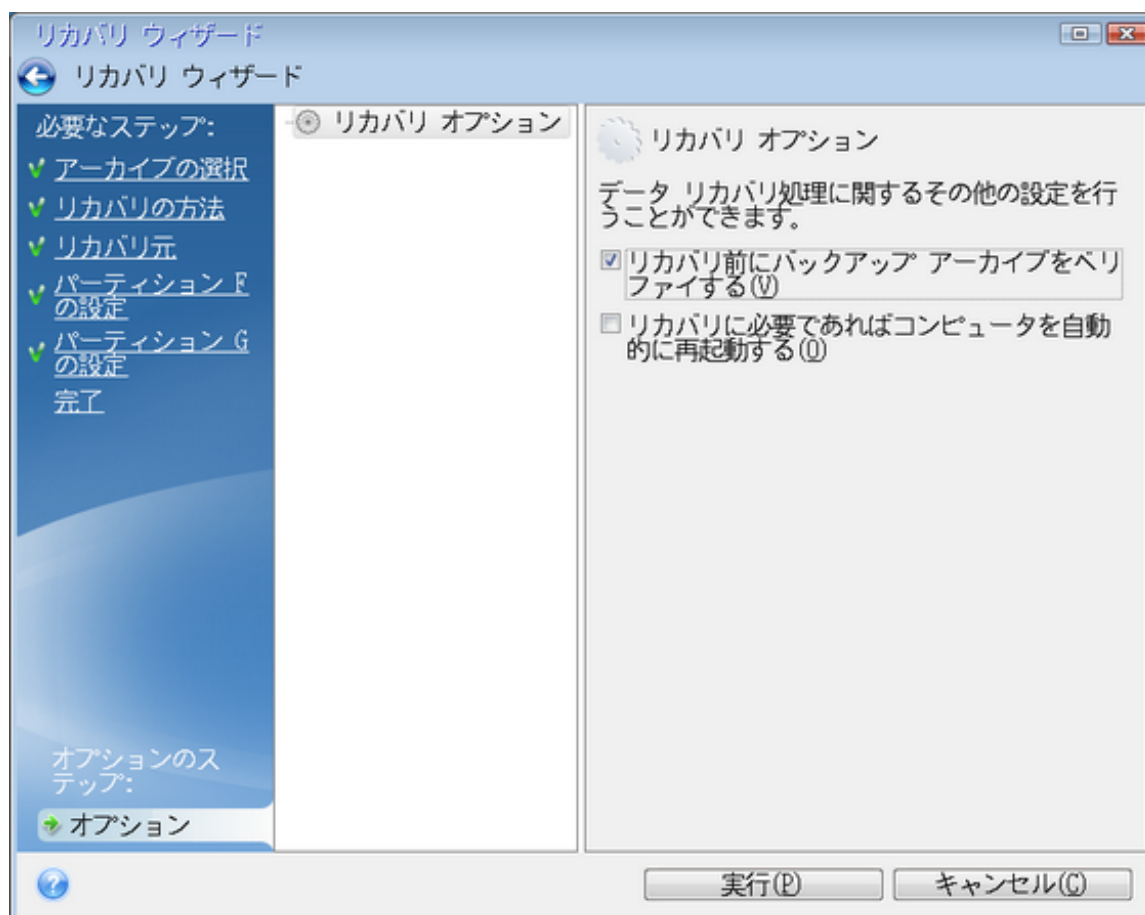 リカバリ ウィザード
リカバリ ウィザード
必要なステップ:
アーカイブの選択
リカバリの方法
リカバリ元
パーティション F
の設定
パーティション G
の設定
完了
オプションのス
テップ:
オプション
リカバリ オプション
リカバリ オプション
データ リカバリ処理に関するその他の設定を行
うことができます。
リカバリ前にバックアップ アーカイブをベリ
ファイする(V)
リカバリに必要であればコンピュータを自動
的に再起動する(O)
実行(P)
キャンセル(C)